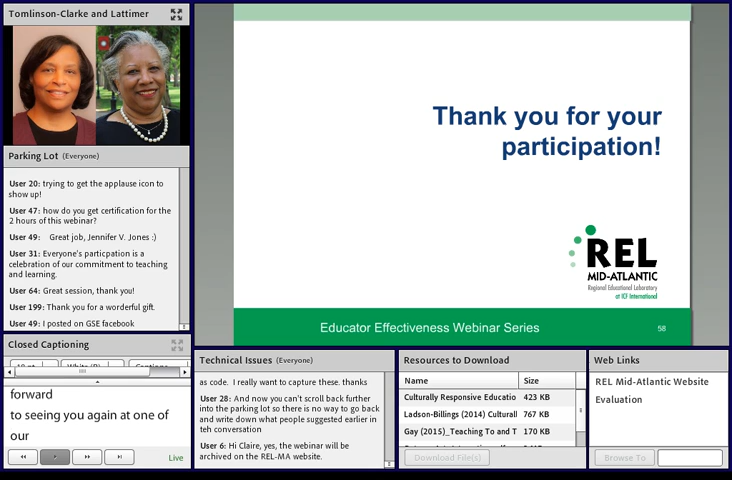 Tomlinson-Clarke and Lattimer
Parking Lot (Everyone)
User 20: trying to get the applause icon to
show up!
User 47: how do you get certification for the
2 hours of this webinar?
User 49: Great job, Jennifer V. Jones :)
User 31: Everyone's particpation is a
celebration of our commitment to teaching
and learning.
User 64: Great session, thank you!
User 199: Thank you for a wonderful gift.
User 49: I posted on GSE facebook
Closed Captioning
forward
to seeing you again at one of
our
Live
Thank you for your
participation!
REL
MID-ATLANTIC
Regional Educational Laboratory
at ICF International
Educator Effectiveness Webinar Series
58
Technical Issues (Everyone)
as code. I really want to capture these. thanks
User 28: And now you can't scroll back further
into the parking lot so there is no way to go back
and write down what people suggested earlier in
teh conversation
User 6: Hi Claire, yes, the webinar will be
archived on the REL-MA website.
Resources to Download
Name Size
Culturally Responsive Educatio 423 KB
Ladson-Billings (2014) Culturall 767 KB
Gay (2015)_Teaching To and T 170 KB
Download File(s)
Web Links
REL Mid-Atlantic Website
Evaluation
Browse To